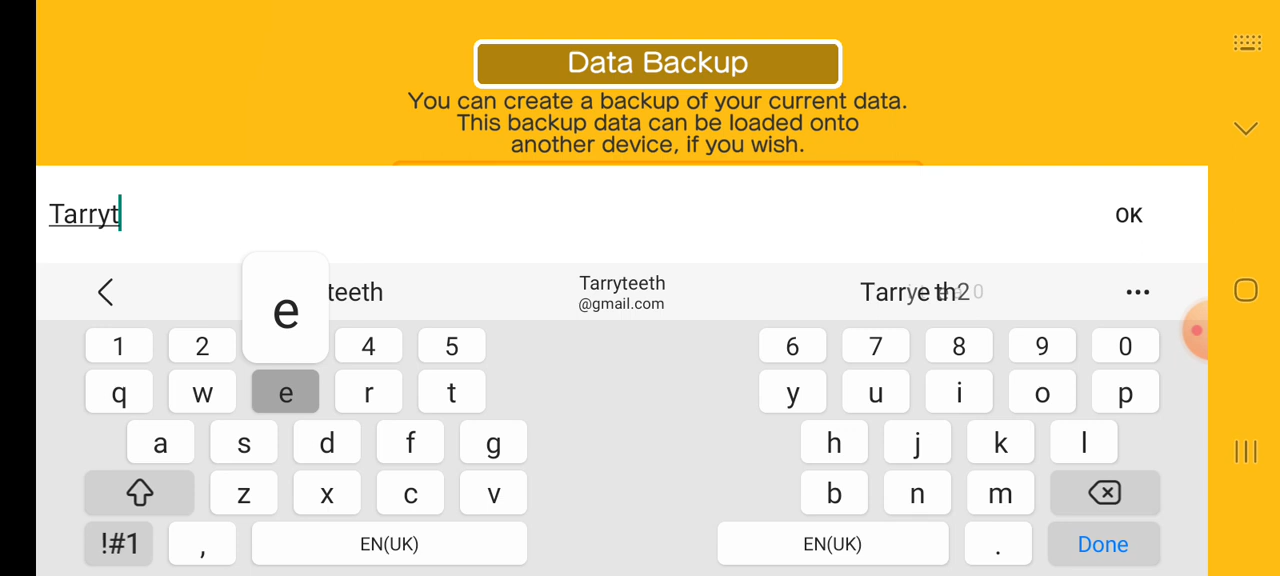 Data Backup
You can create a backup of your current data.
This backup data can be loaded onto
another device, if you wish.
Tarryt
OK
teeth
Tarryteeth
@gmail.com
e
1 2 4 5 6 7 8 9 0
q w e r t y u i o p
a s d f g h j k l
z x c v b n m
!#1 , EN(UK) EN(UK) . Done